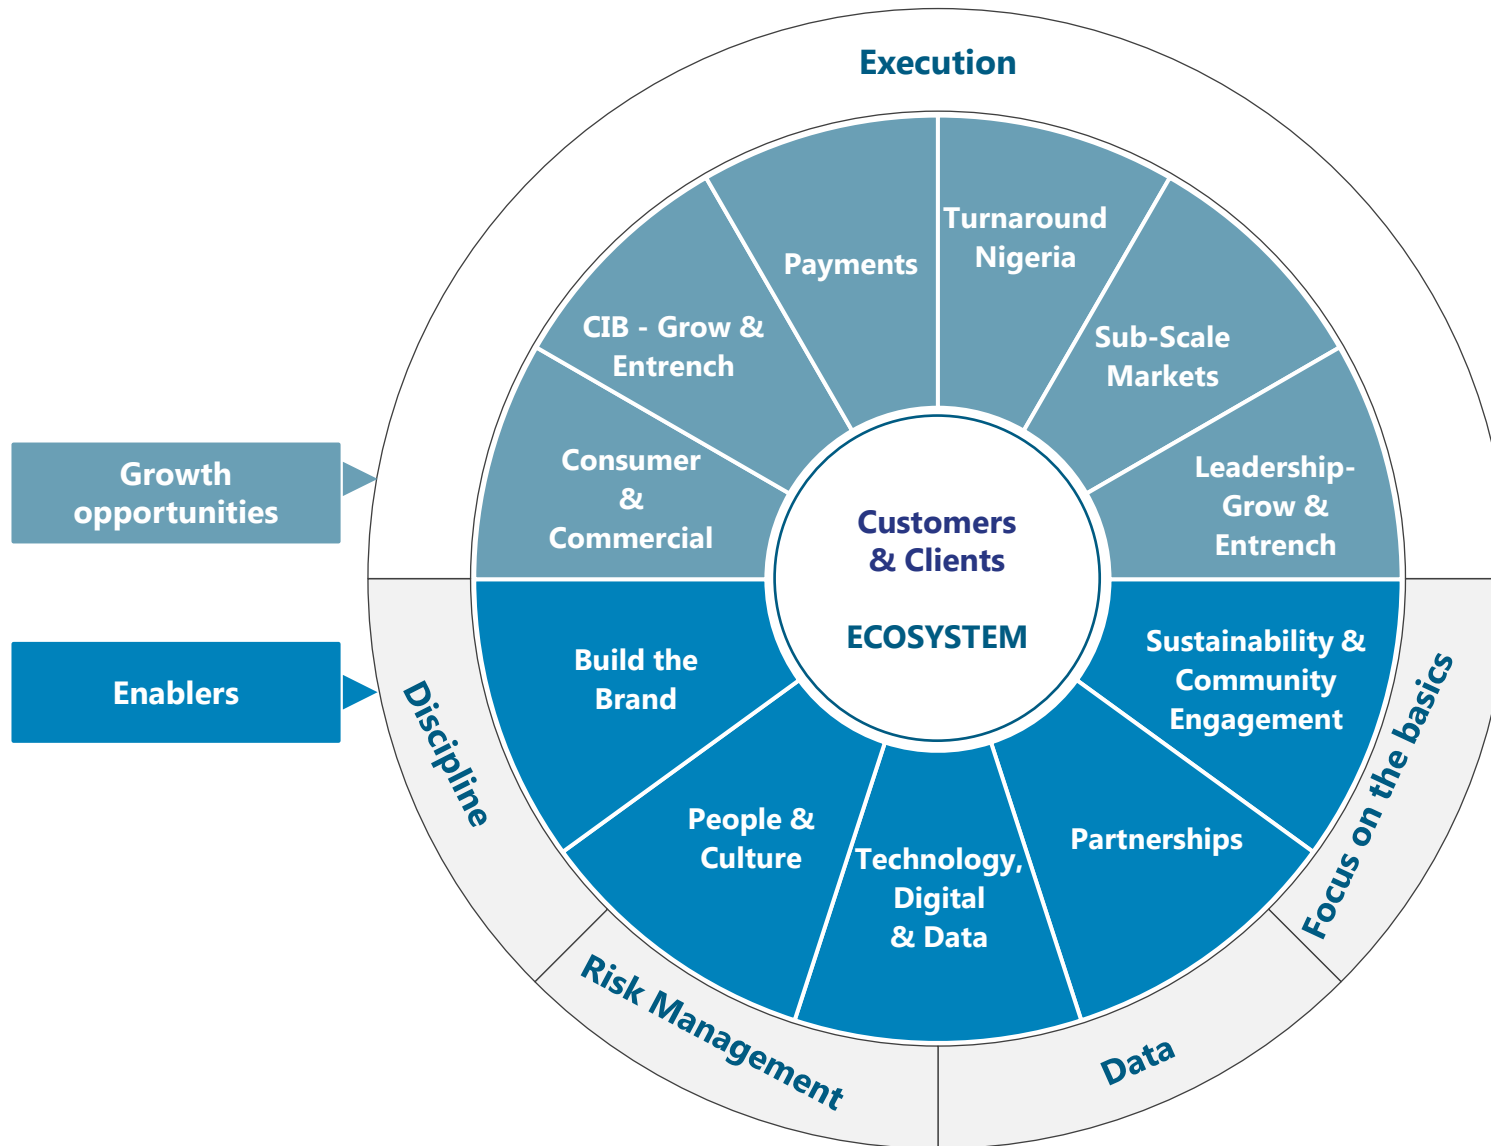 Execution
Turnaround
Nigeria
Payments
CIB - Grow &
Entrench
Sub-Scale
Markets
Consumer
&
Commercial
Leadership-
Grow &
Entrench
Growth
opportunities
Customers
& Clients
ECOSYSTEM
Enablers
Build the
Brand
Sustainability &
Community
Engagement
People &
Culture
Technology,
Digital
& Data
Partnerships
Discipline
Risk Management
Data
Focus on the basics